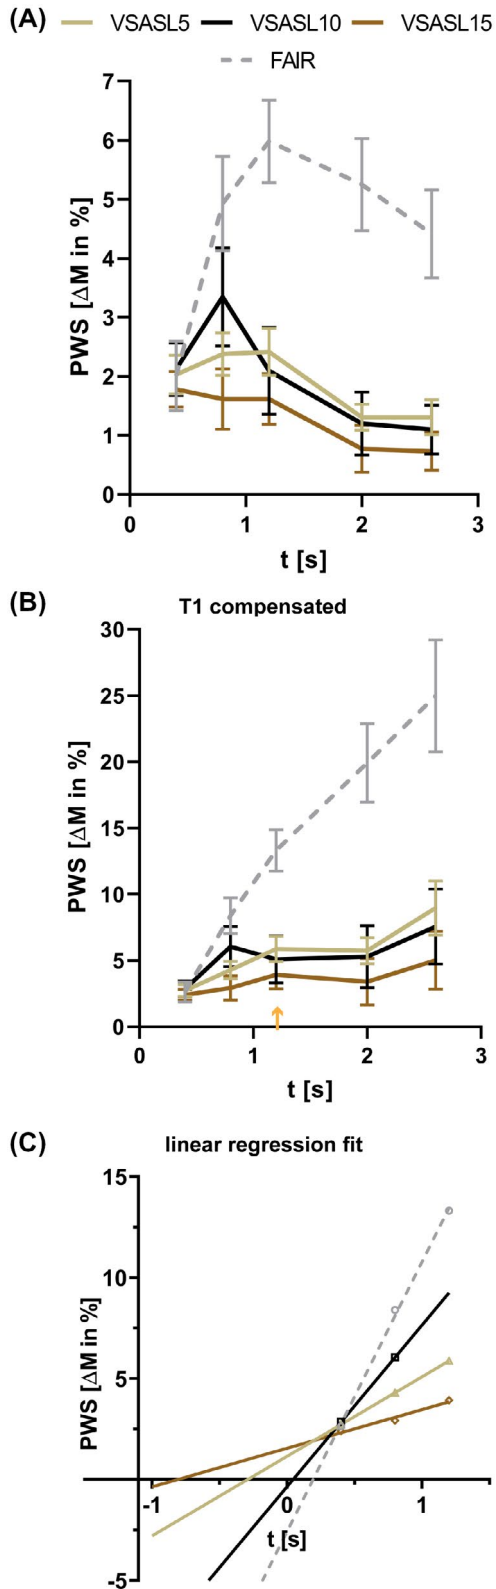 (A) VSASL5 VSASL10 VSASL15
FAIR
7
6
5
4
3
2
1
0
PWS [ΔM in %]
0 1 2 3
t [s]
(B) T1 compensated
30
25
20
15
10
5
0
PWS [ΔM in %]
0 1 2 3
t [s]
(C) linear regression fit
15
10
5
-5
PWS [ΔM in %]
-1 0 1
t [s]